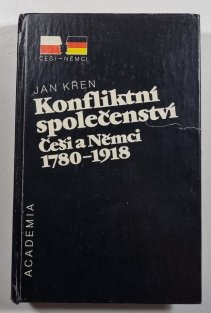 ČEŠI–NĚMCI
JAN KŘEN
Konfliktní
společenství
Češi a Němci
1780–1918
ACADEMIA